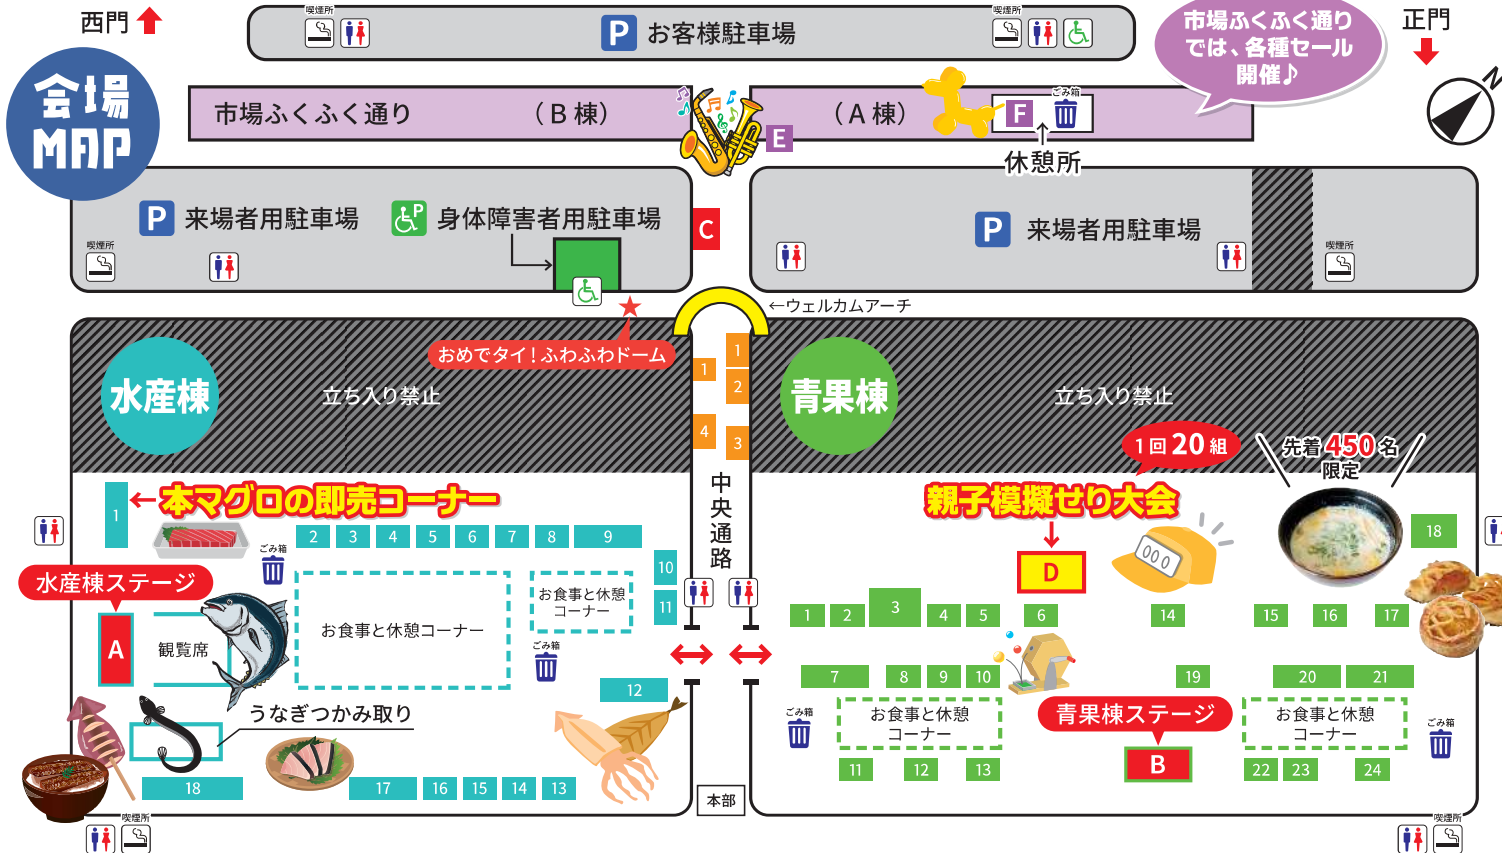 西門
会場
MAP
喫煙所
P お客様駐車場
喫煙所
市場ふくふく通り
では、各種セール
開催♪
正門
N
市場ふくふく通り (B棟)
(A棟)
E
F
ごみ箱
休憩所
P 来場者用駐車場
喫煙所
P 身体障害者用駐車場
C
P 来場者用駐車場
喫煙所
←ウェルカムアーチ
おめでタイ!ふわふわドーム
水産棟
立ち入り禁止
青果棟
立ち入り禁止
1
1
2
4
3
中央通路
本マグロの即売コーナー
1
2
3
4
5
6
7
8
9
10
11
ごみ箱
水産棟ステージ
A
観覧席
お食事と休憩コーナー
お食事と休憩
コーナー
ごみ箱
12
うなぎつかみ取り
18
17
16
15
14
13
喫煙所
本部
1回20組
親子模擬せり大会
D
先着450名
限定
18
1
2
3
4
5
6
14
15
16
17
7
8
9
10
19
20
21
ごみ箱
お食事と休憩
コーナー
青果棟ステージ
B
お食事と休憩
コーナー
ごみ箱
11
12
13
22
23
24
喫煙所